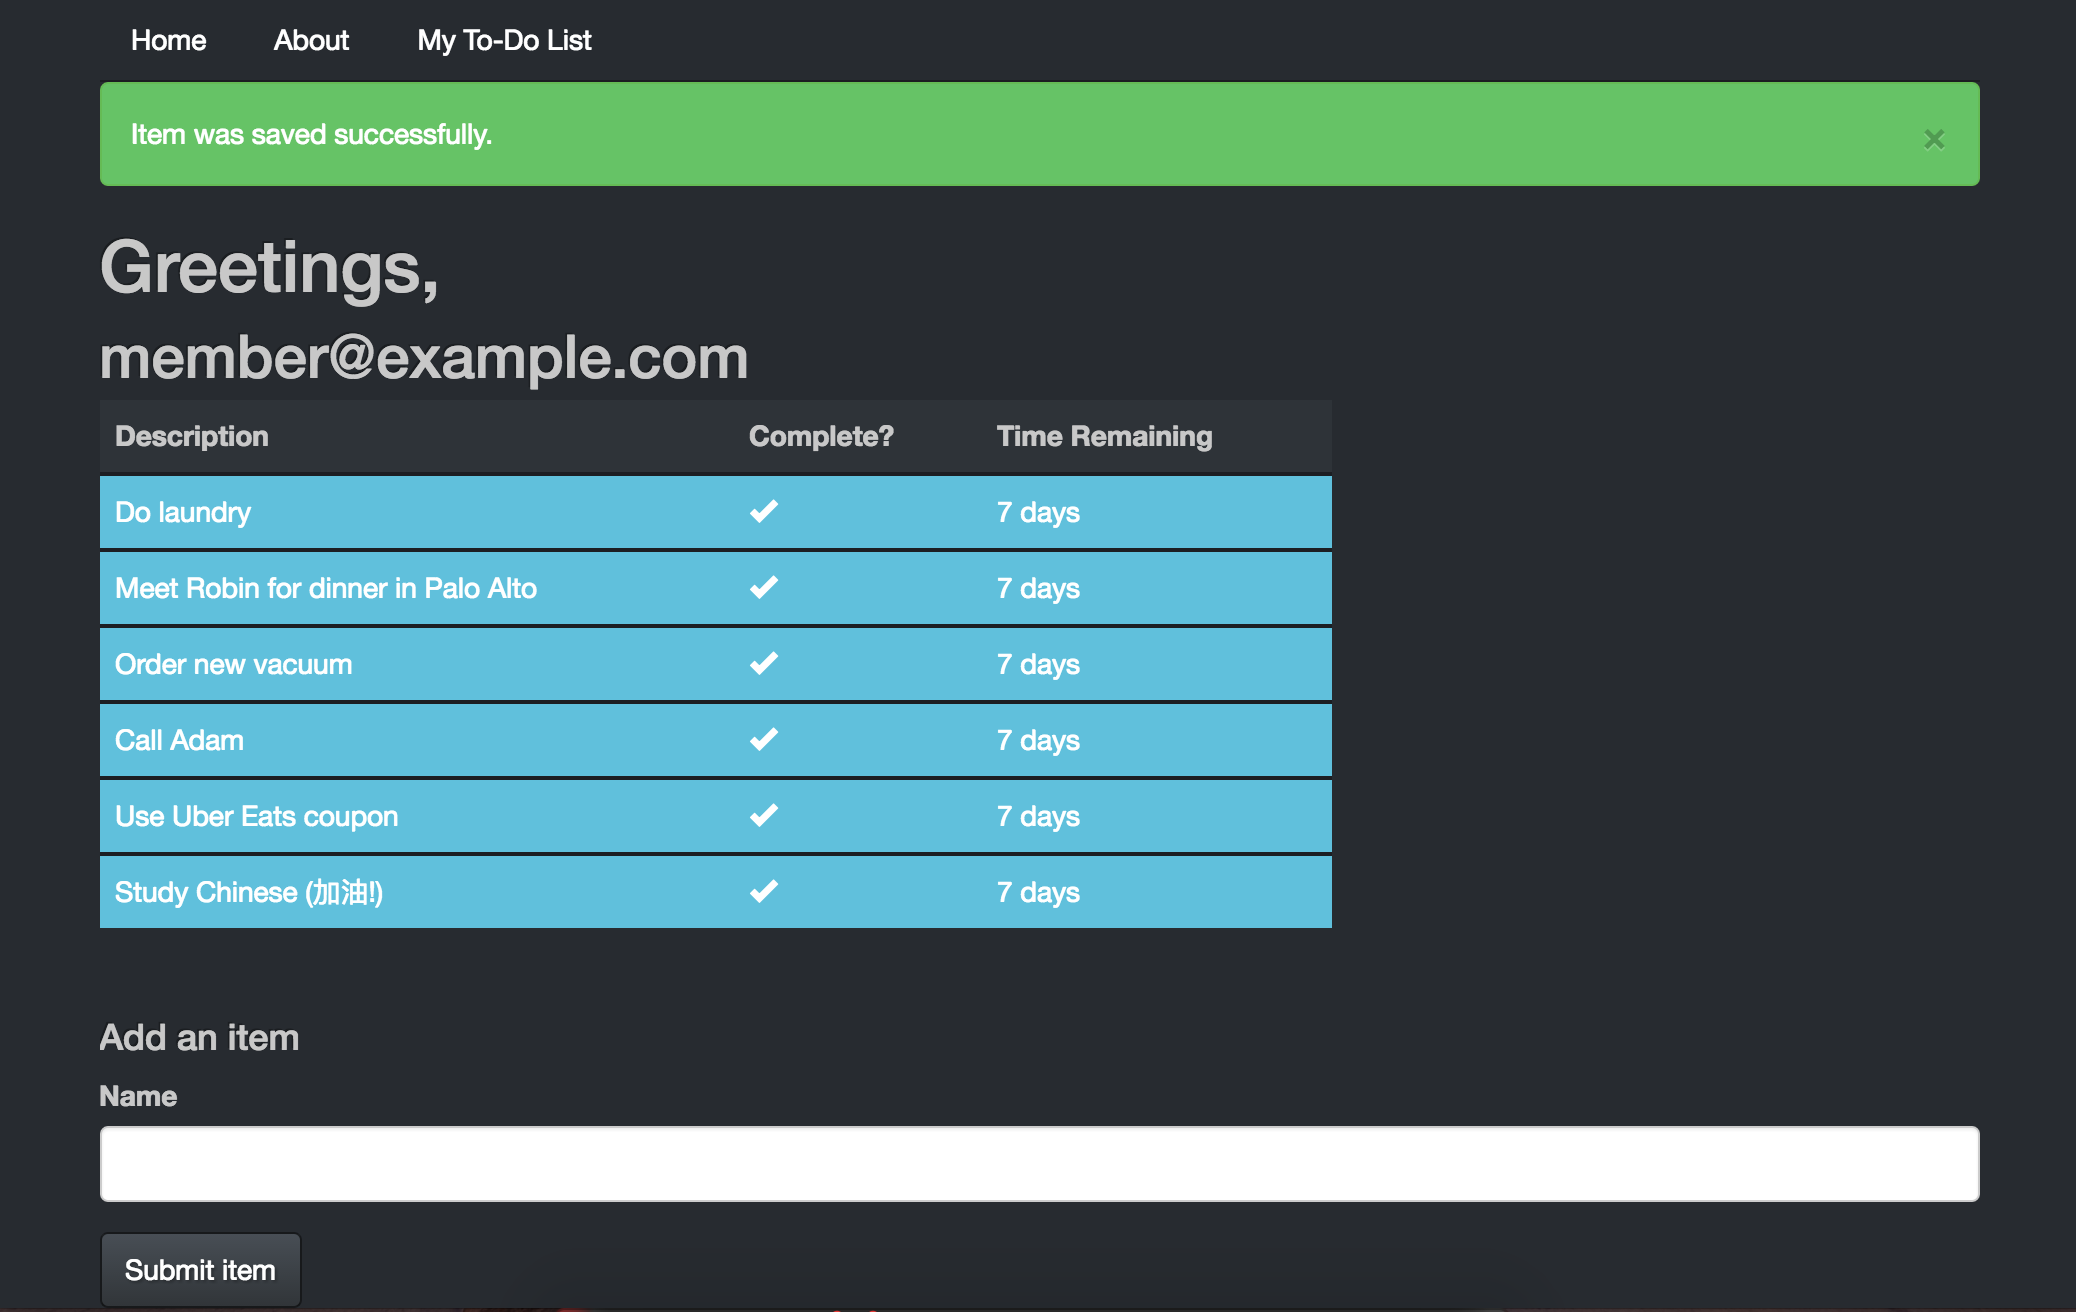 Home About My To-Do List
Item was saved successfully.
×
Greetings,
member@example.com
Description Complete? Time Remaining
Do laundry ✔ 7 days
Meet Robin for dinner in Palo Alto ✔ 7 days
Order new vacuum ✔ 7 days
Call Adam ✔ 7 days
Use Uber Eats coupon ✔ 7 days
Study Chinese (加油!) ✔ 7 days
Add an item
Name
Submit item